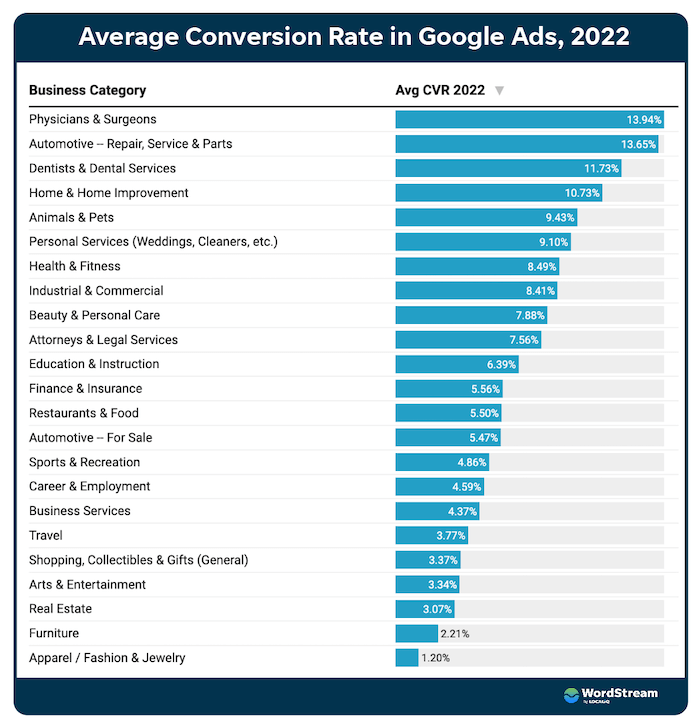 Average Conversion Rate in Google Ads, 2022
Business Category Avg CVR 2022
Physicians & Surgeons 13.94%
Automotive -- Repair, Service & Parts 13.65%
Dentists & Dental Services 11.73%
Home & Home Improvement 10.73%
Animals & Pets 9.43%
Personal Services (Weddings, Cleaners, etc.) 9.10%
Health & Fitness 8.49%
Industrial & Commercial 8.41%
Beauty & Personal Care 7.88%
Attorneys & Legal Services 7.56%
Education & Instruction 6.39%
Finance & Insurance 5.56%
Restaurants & Food 5.50%
Automotive -- For Sale 5.47%
Sports & Recreation 4.86%
Career & Employment 4.59%
Business Services 4.37%
Travel 3.77%
Shopping, Collectibles & Gifts (General) 3.37%
Arts & Entertainment 3.34%
Real Estate 3.07%
Furniture 2.21%
Apparel / Fashion & Jewelry 1.20%
WordStream
by LOCALiQ